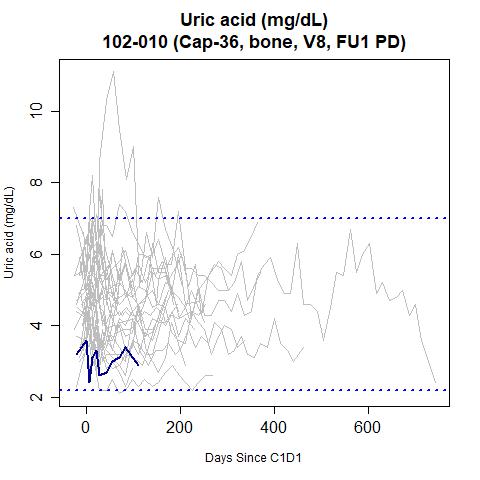 Uric acid (mg/dL)
102-010 (Cap-36, bone, V8, FU1 PD)
Uric acid (mg/dL)
10
8
6
4
2
0 200 400 600
Days Since C1D1